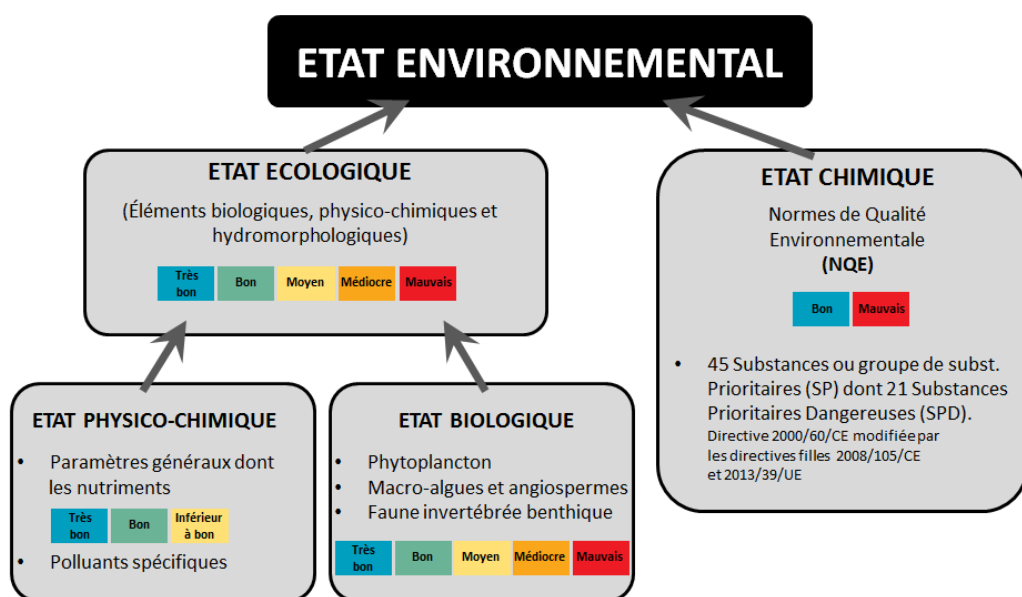 ETAT ENVIRONNEMENTAL
ETAT ECOLOGIQUE
(Éléments biologiques, physico-chimiques et
hydromorphologiques)
Très
bon
Bon
Moyen
Médiocre
Mauvais
ETAT CHIMIQUE
Normes de Qualité
Environnementale
(NQE)
Bon
Mauvais
• 45 Substances ou groupe de subst.
Prioritaires (SP) dont 21 Substances
Prioritaires Dangereuses (SPD).
Directive 2000/60/CE modifiée par
les directives filles 2008/105/CE
et 2013/39/UE
ETAT PHYSICO-CHIMIQUE
• Paramètres généraux dont
les nutriments
Très
bon
Bon
Inférieur
à bon
• Polluants spécifiques
ETAT BIOLOGIQUE
• Phytoplancton
• Macro-algues et angiospermes
• Faune invertébrée benthique
Très
bon
Bon
Moyen
Médiocre
Mauvais